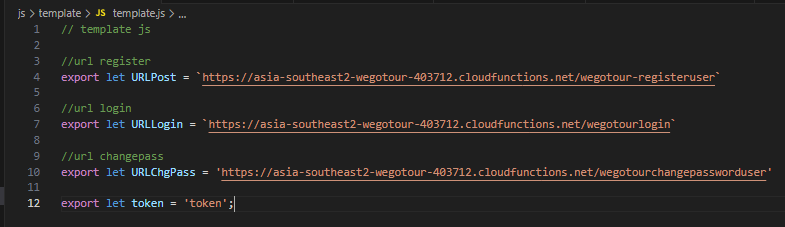 js > template > JS template.js > ...
1 // template js
2
3 //url register
4 export let URLPost = `https://asia-southeast2-wegotour-403712.cloudfunctions.net/wegotour-registeruser`
5
6 //url login
7 export let URLLogin = `https://asia-southeast2-wegotour-403712.cloudfunctions.net/wegotourlogin`
8
9 //url changepass
10 export let URLChgPass = 'https://asia-southeast2-wegotour-403712.cloudfunctions.net/wegotourchangepassworduser'
11
12 export let token = 'token';